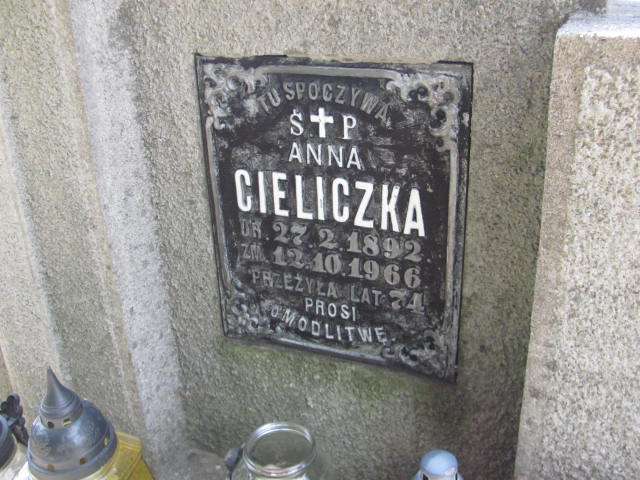 TU SPOCZYWA
Ś P
ANNA
CIELICZKA
UR. 27.2.1892
ZM. 12.10.1966
PRZEŻYŁA LAT 74
PROSI
O MODLITWĘ